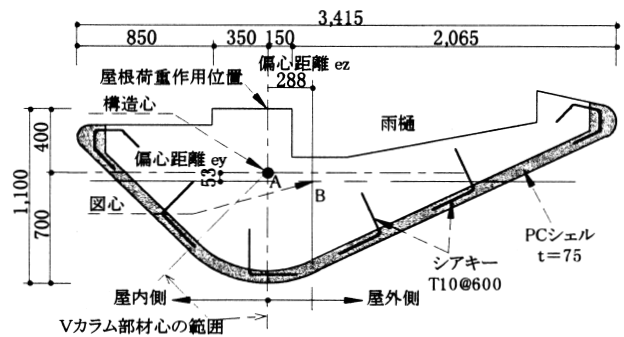 3,415
850
350
150
2,065
偏心距離 ez
屋根荷重作用位置
288
構造心
雨樋
400
1,100
700
偏心距離 ey
53
A
B
図心
PCシェル
t=75
シアキー
T10@600
屋内側
屋外側
Vカラム部材心の範囲